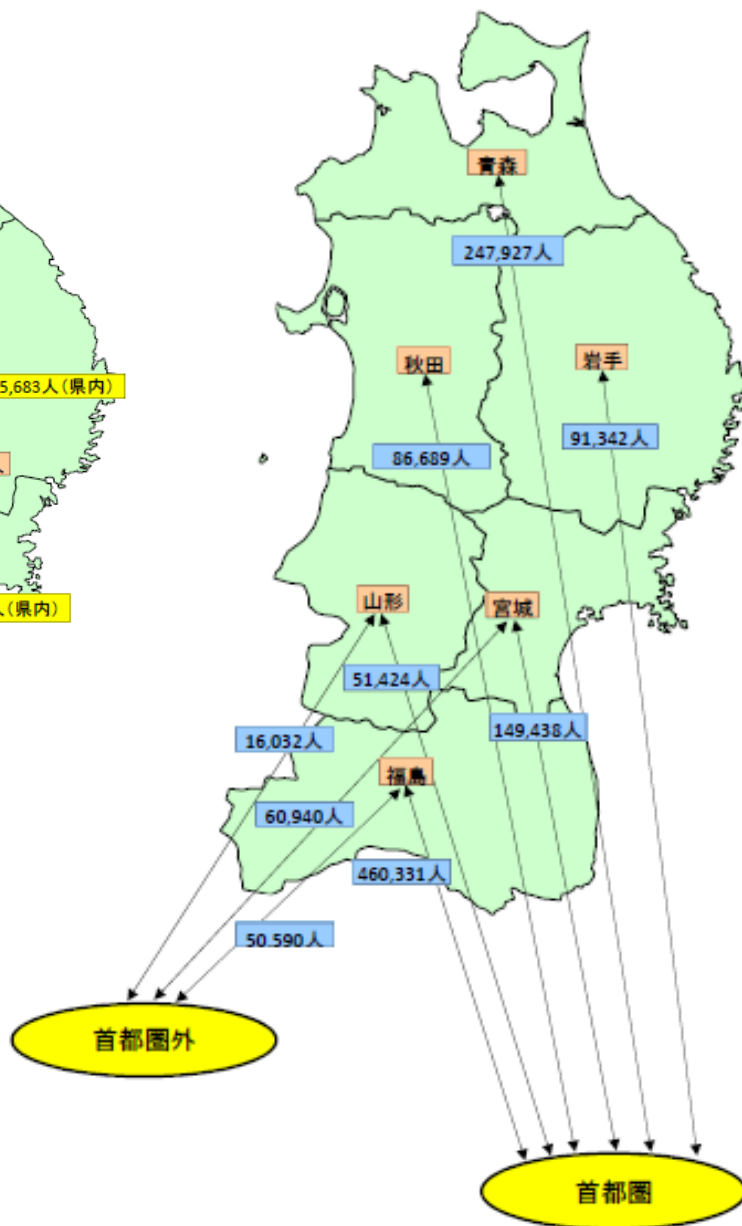 青森
247,927人
秋田
岩手
5,683人(県内)
91,342人
86,689人
山形
宮城
人(県内)
51,424人
149,438人
16,032人
福島
60,940人
460,331人
50,590人
首都圏外
首都圏